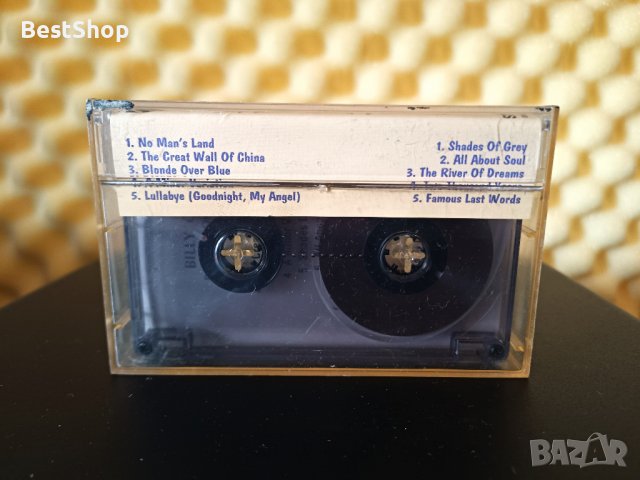 BestShop
1. No Man's Land
2. The Great Wall Of China
3. Blonde Over Blue
5. Lullabye (Goodnight, My Angel)
1. Shades Of Grey
2. All About Soul
3. The River Of Dreams
5. Famous Last Words
BILLY
BAZAR